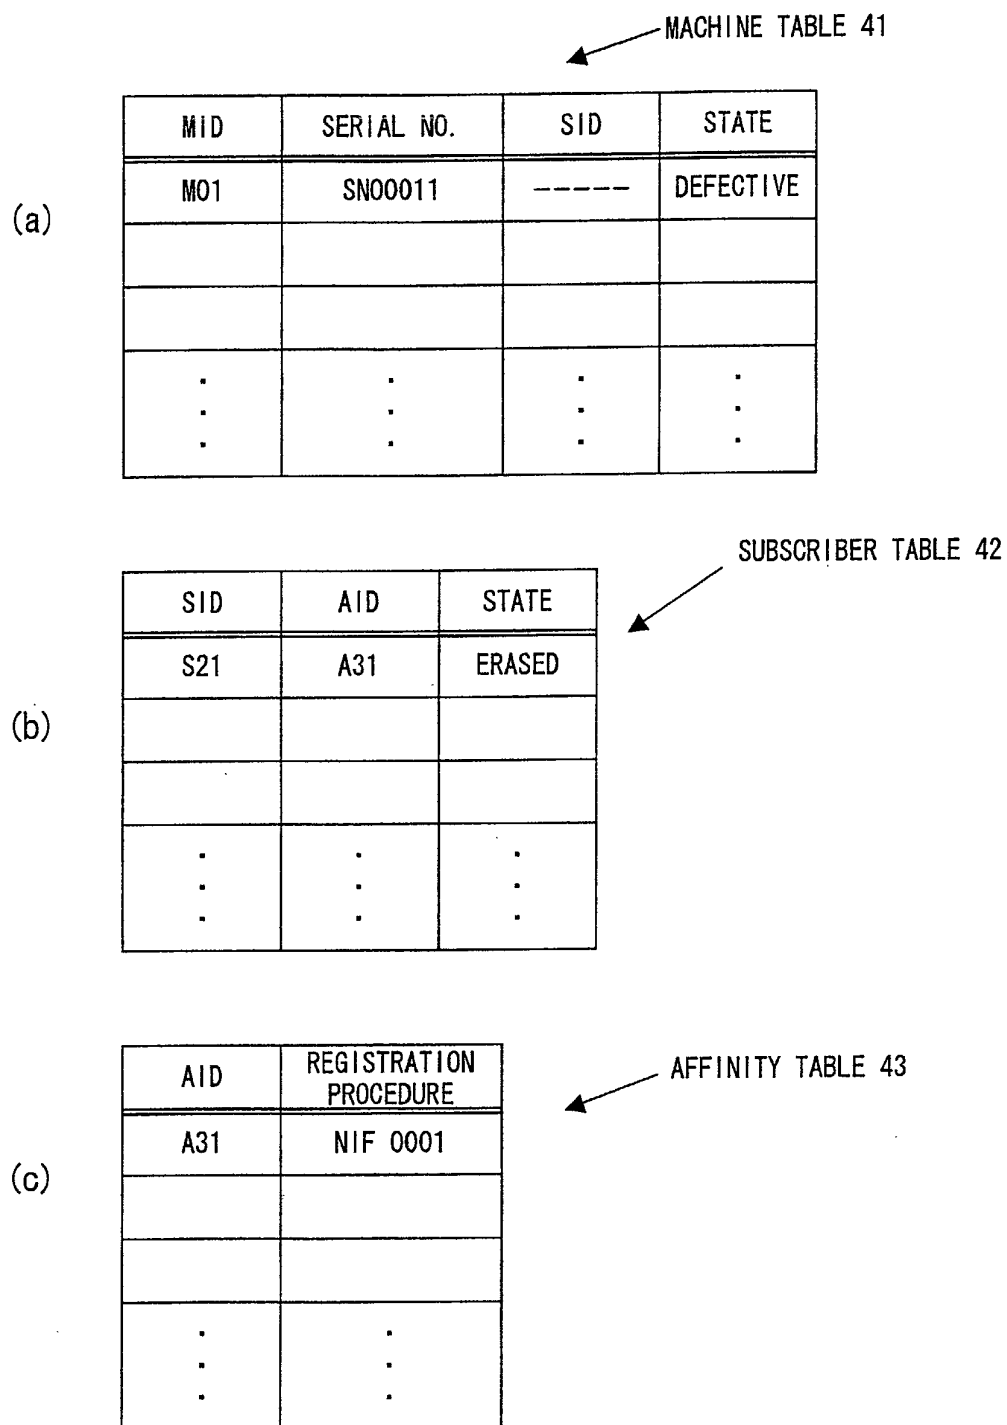 MACHINE TABLE 41
MID SERIAL NO. SID STATE
(a)
M01 SN00011 ----- DEFECTIVE
SUBSCRIBER TABLE 42
SID AID STATE
(b)
S21 A31 ERASED
AFFINITY TABLE 43
AID REGISTRATION
PROCEDURE
(c)
A31 NIF 0001